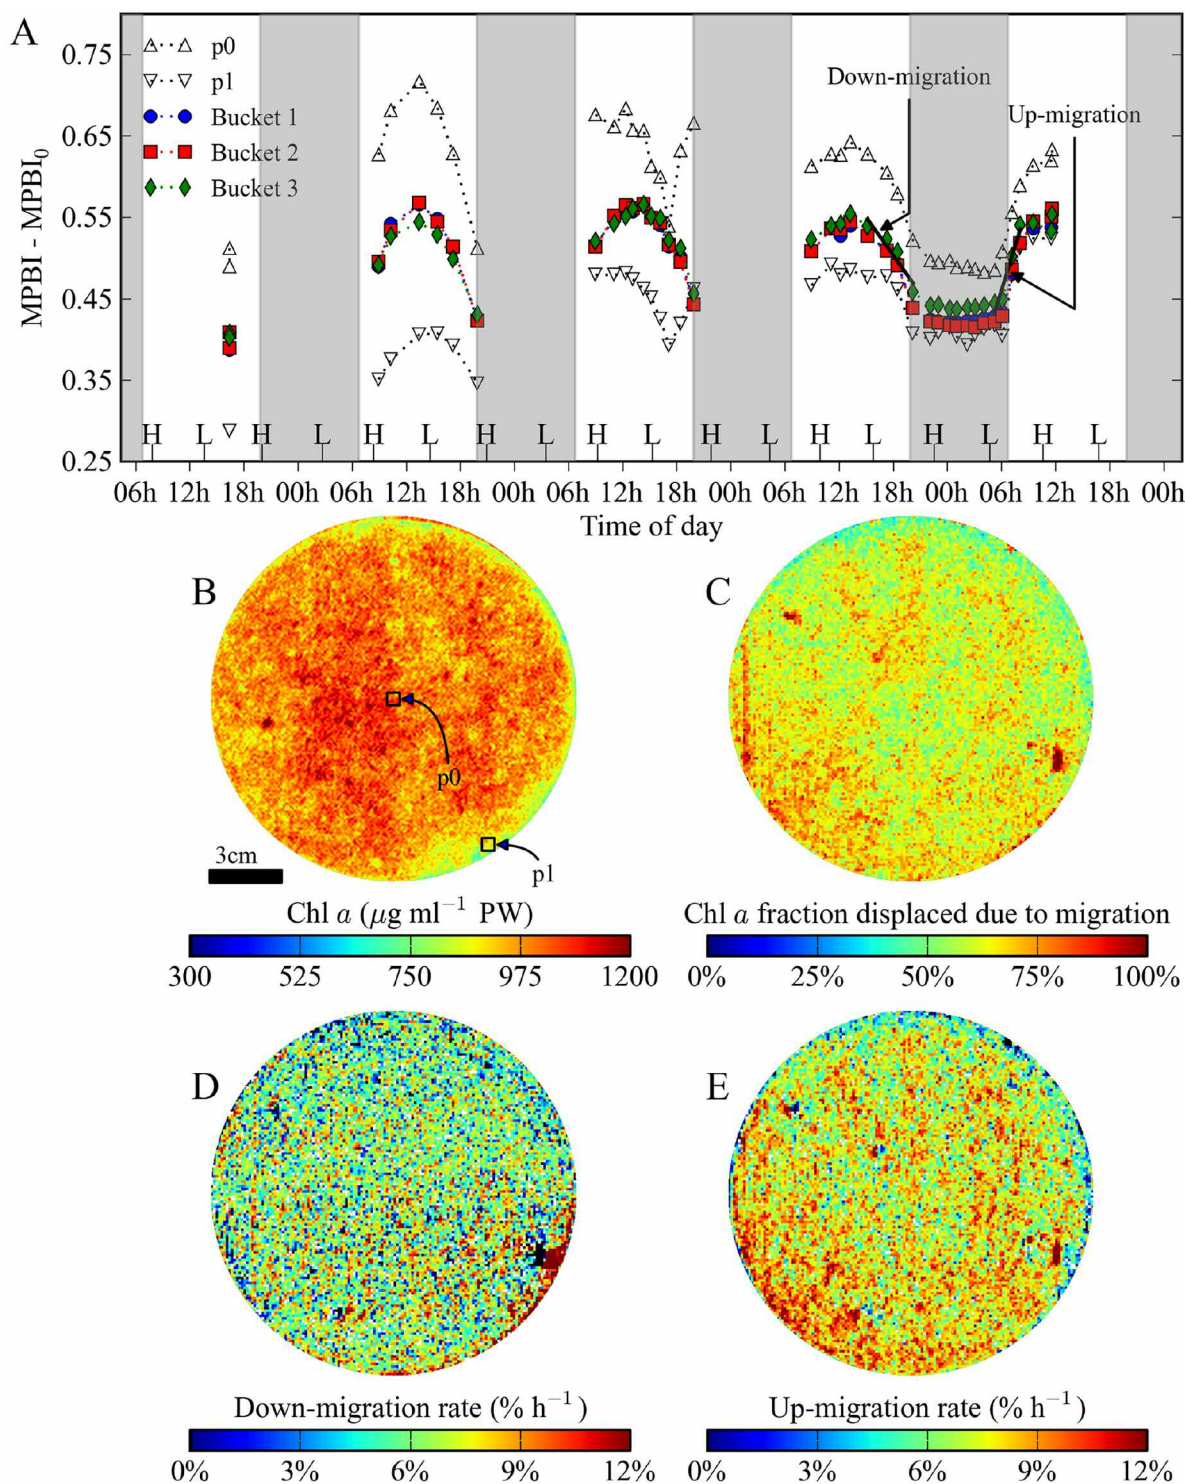 A
MPBI - MPBI0
0.75
0.65
0.55
0.45
0.35
0.25
p0
p1
Bucket 1
Bucket 2
Bucket 3
Down-migration
Up-migration
H L H L H L H L H L H L H L H L H L
06h 12h 18h 00h 06h 12h 18h 00h 06h 12h 18h 00h 06h 12h 18h 00h 06h 12h 18h 00h
Time of day
B
p0
p1
3cm
Chl a (μg ml−1 PW)
300 525 750 975 1200
C
Chl a fraction displaced due to migration
0% 25% 50% 75% 100%
D
Down-migration rate (% h−1)
0% 3% 6% 9% 12%
E
Up-migration rate (% h−1)
0% 3% 6% 9% 12%